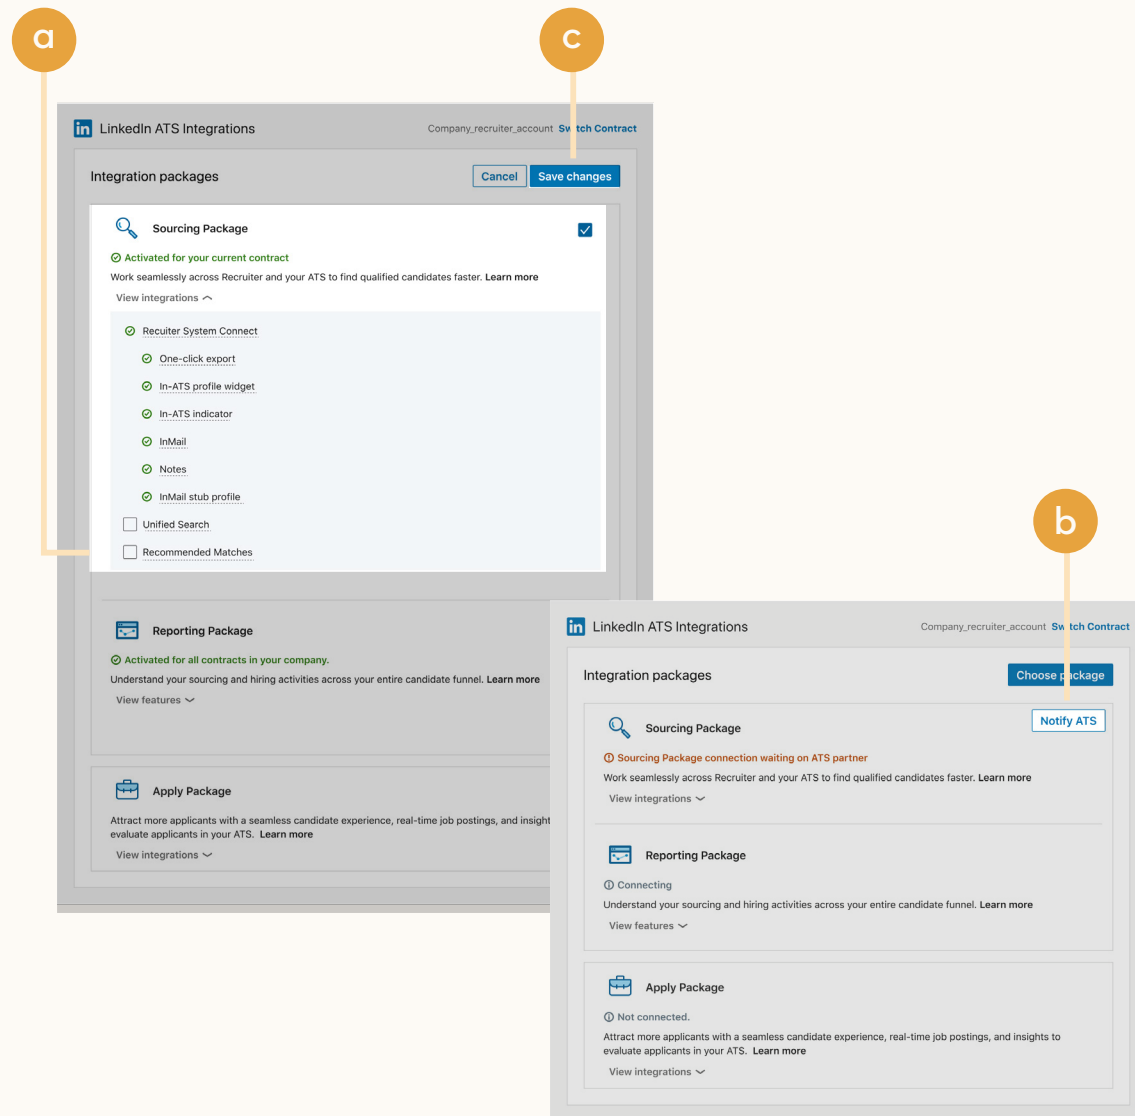 a
c
in LinkedIn ATS Integrations
Company_recruiter_account Switch Contract
Integration packages
Cancel
Save changes
Sourcing Package
Activated for your current contract
Work seamlessly across Recruiter and your ATS to find qualified candidates faster. Learn more
View integrations
Recuiter System Connect
One-click export
In-ATS profile widget
In-ATS indicator
InMail
Notes
InMail stub profile
Unified Search
Recommended Matches
Reporting Package
Activated for all contracts in your company.
Understand your sourcing and hiring activities across your entire candidate funnel. Learn more
View features
Apply Package
Attract more applicants with a seamless candidate experience, real-time job postings, and insight
evaluate applicants in your ATS. Learn more
View integrations
b
in LinkedIn ATS Integrations
Company_recruiter_account Switch Contract
Integration packages
Choose package
Notify ATS
Sourcing Package
Sourcing Package connection waiting on ATS partner
Work seamlessly across Recruiter and your ATS to find qualified candidates faster. Learn more
View integrations
Reporting Package
Connecting
Understand your sourcing and hiring activities across your entire candidate funnel. Learn more
View features
Apply Package
Not connected.
Attract more applicants with a seamless candidate experience, real-time job postings, and insights to
evaluate applicants in your ATS. Learn more
View integrations